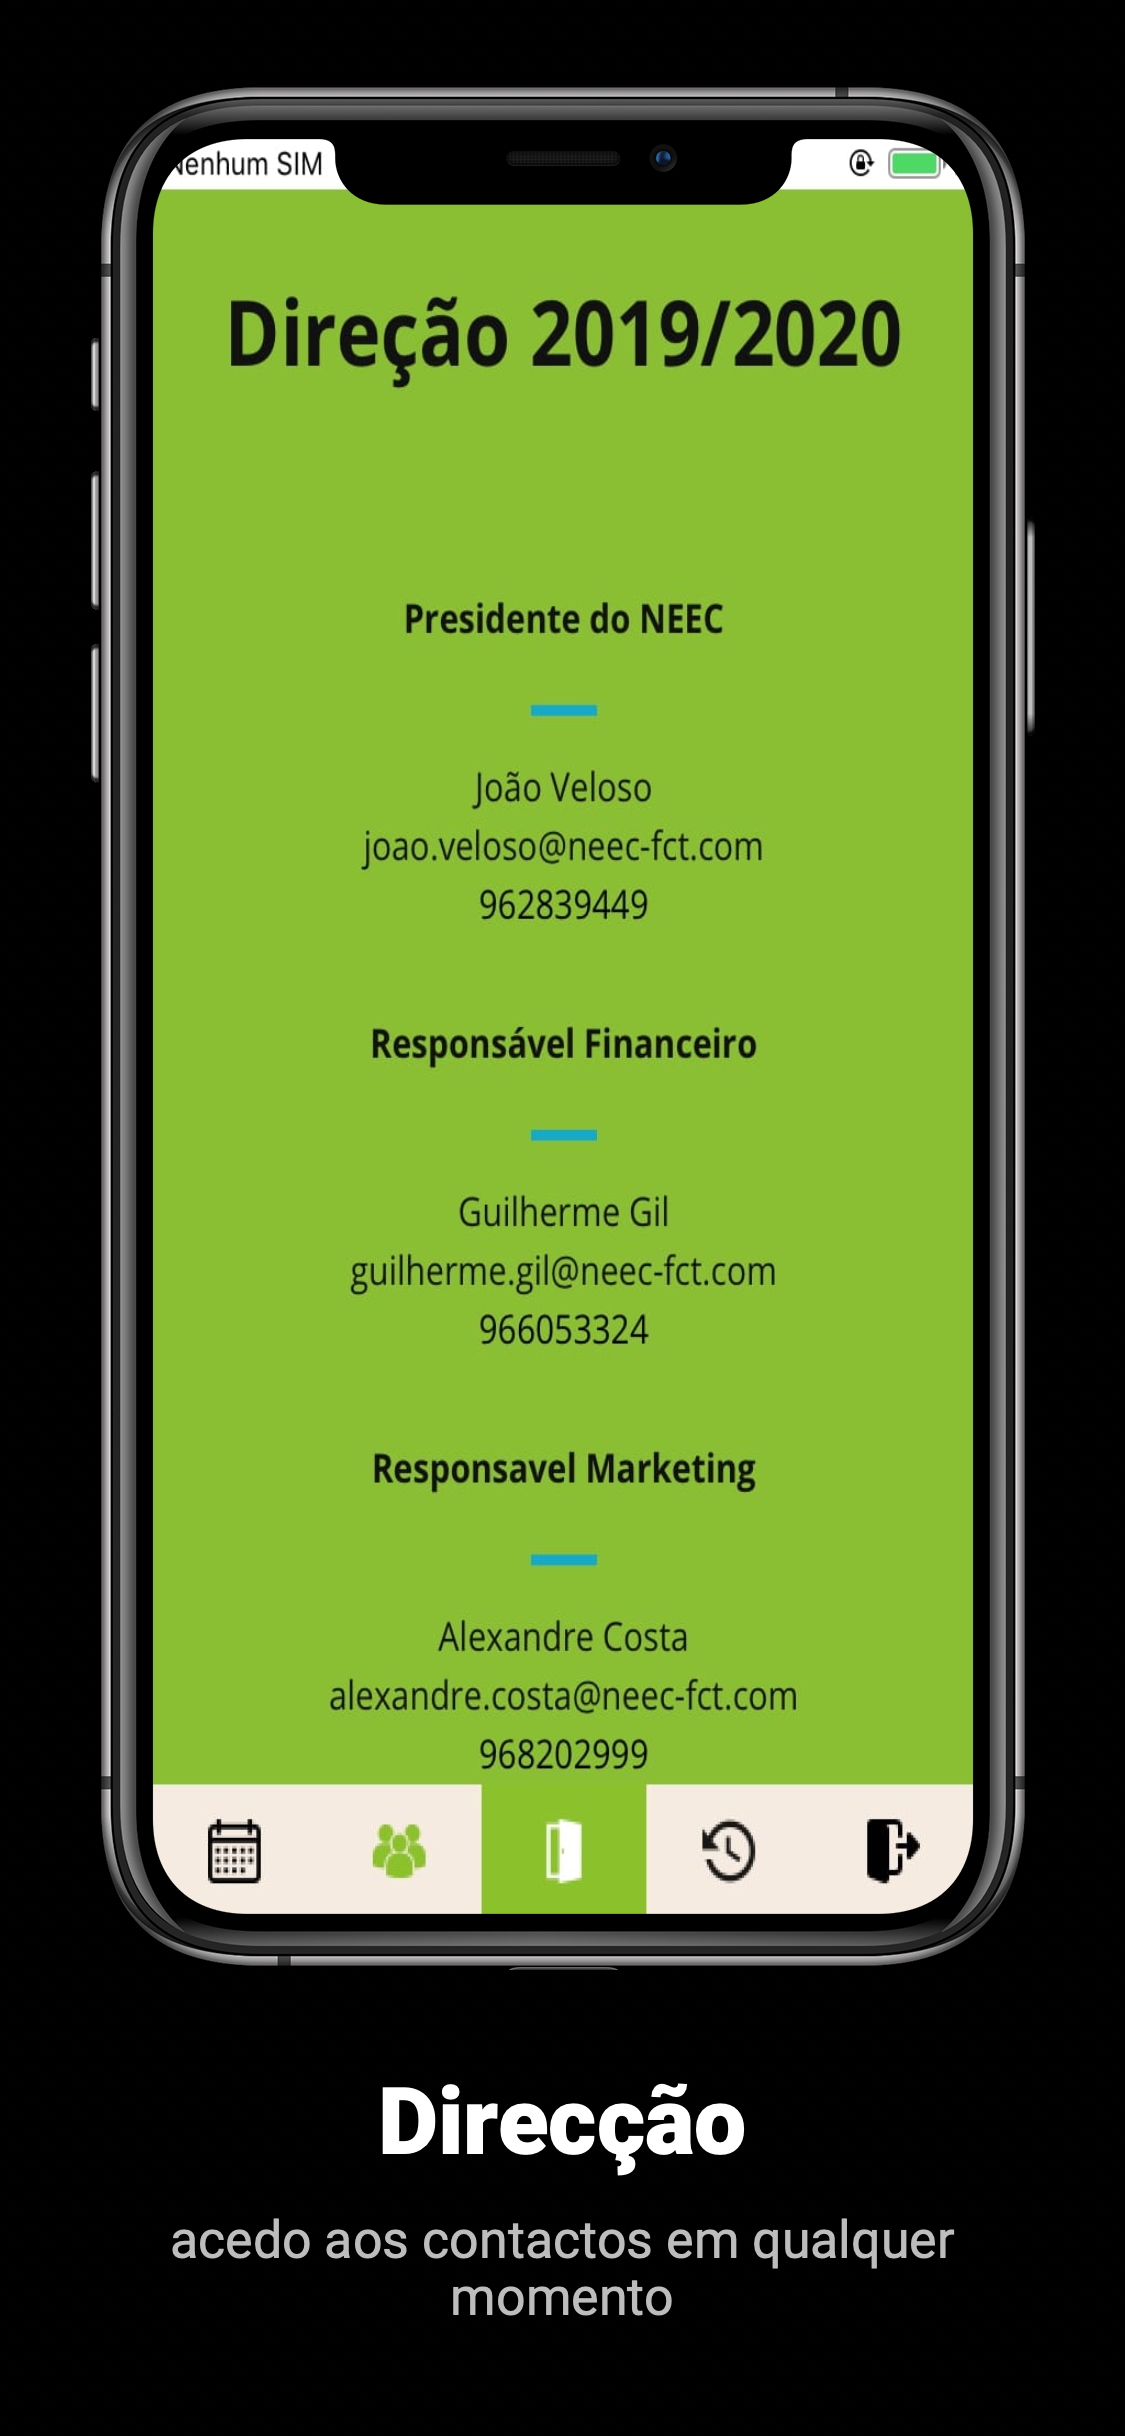 SIM
Direção 2019/2020
Presidente do NEEC
João Veloso
joao.veloso@neec-fct.com
962839449
Responsável Financeiro
Guilherme Gil
guilherme.gil@neec-fct.com
966053324
Responsavel Marketing
Alexandre Costa
alexandre.costa@neec-fct.com
968202999
Direcção
acedo aos contactos em qualquer
momento